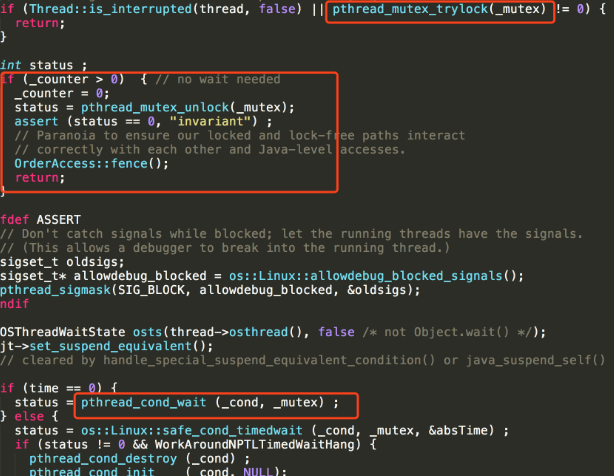 if (Thread::is_interrupted(thread, false) || pthread_mutex_trylock(_mutex) != 0) {
  return;
}

int status ;
if (_counter > 0)  { // no wait needed
  _counter = 0;
  status = pthread_mutex_unlock(_mutex);
  assert (status == 0, "invariant") ;
  // Paranoia to ensure our locked and lock-free paths interact
  // correctly with each other and Java-level accesses.
  OrderAccess::fence();
  return;
}

fdef ASSERT
// Don't catch signals while blocked; let the running threads have the signals.
// (This allows a debugger to break into the running thread.)
sigset_t oldsigs;
sigset_t* allowdebug_blocked = os::Linux::allowdebug_blocked_signals();
pthread_sigmask(SIG_BLOCK, allowdebug_blocked, &oldsigs);
ndif

OSThreadWaitState osts(thread->osthread(), false /* not Object.wait() */);
jt->set_suspend_equivalent();
// cleared by handle_special_suspend_equivalent_condition() or java_suspend_self()

if (time == 0) {
  status = pthread_cond_wait (_cond, _mutex) ;
} else {
  status = os::Linux::safe_cond_timedwait (_cond, _mutex, &absTime) ;
  if (status != 0 && WorkAroundNPTLTimedWaitHang) {
    pthread_cond_destroy (_cond) ;
    pthread_cond_init    (_cond, NULL);